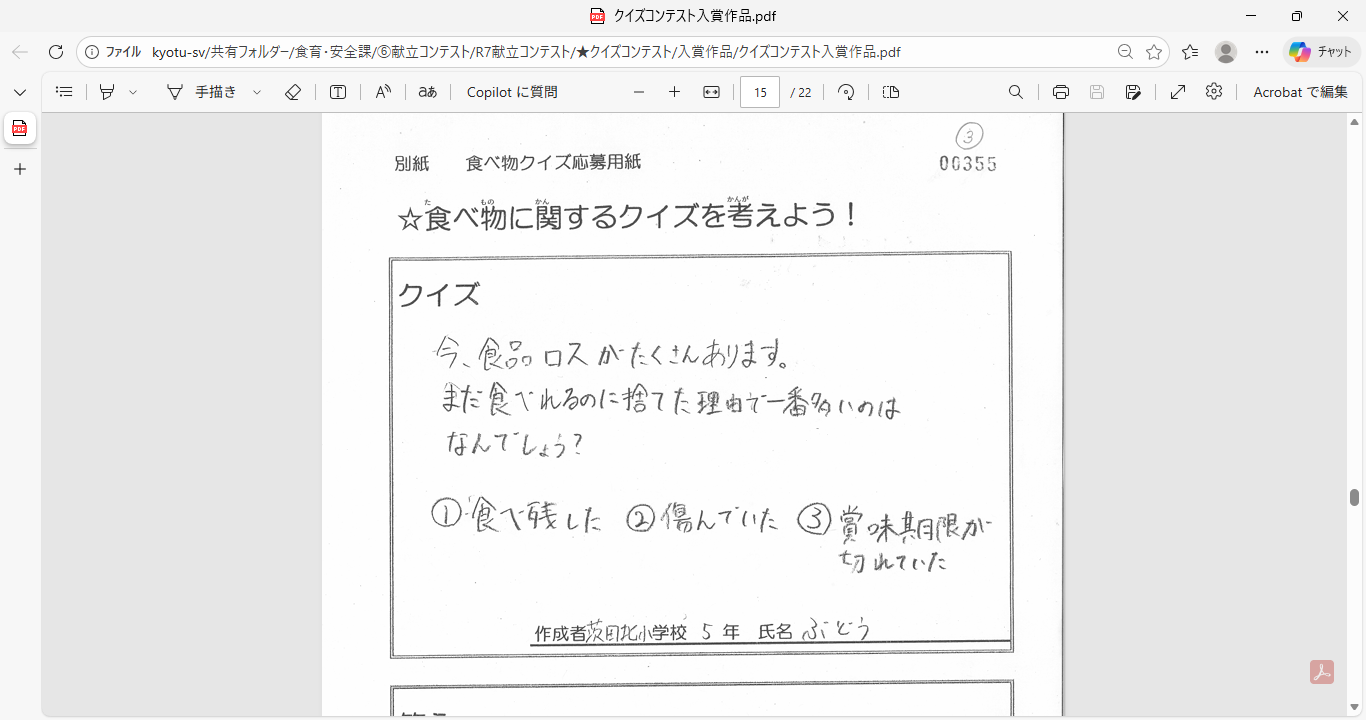 クイズコンテスト入賞作品.pdf
ファイル kyotu-sv/共有フォルダー/食育・安全課/⑥献立コンテスト/R7献立コンテスト/★クイズコンテスト/入賞作品/クイズコンテスト入賞作品.pdf
チャット
手描き
aあ
Copilot に質問
15 / 22
Acrobat で編集
③
別紙 食べ物クイズ応募用紙 00355
た もの かん かんが
☆食べ物に関するクイズを考えよう!
クイズ
今、食品ロスがたくさんあります。
まだ食べれるのに捨てた理由で一番多いのは
なんでしょう?
①食べ残した ②傷んでいた ③賞味期限が
切れていた
作成者茨田北小学校 5 年 氏名 ぶどう